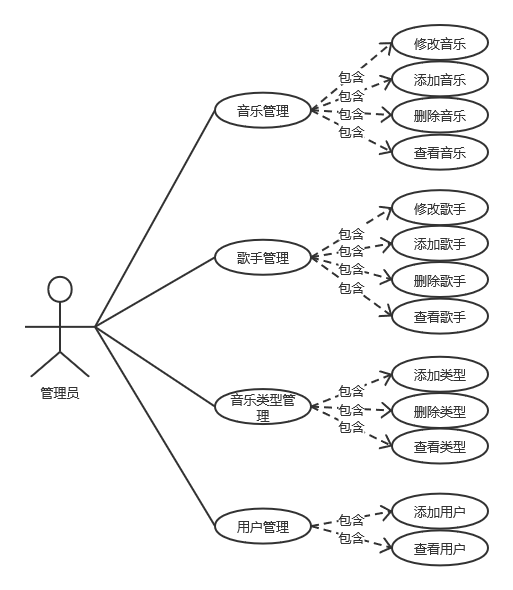 修改音乐
包含
添加音乐
包含
音乐管理
包含
删除音乐
包含
查看音乐
修改歌手
包含
添加歌手
包含
歌手管理
包含
删除歌手
包含
查看歌手
管理员
添加类型
包含
音乐类型管
理
包含
删除类型
包含
查看类型
添加用户
包含
用户管理
包含
查看用户